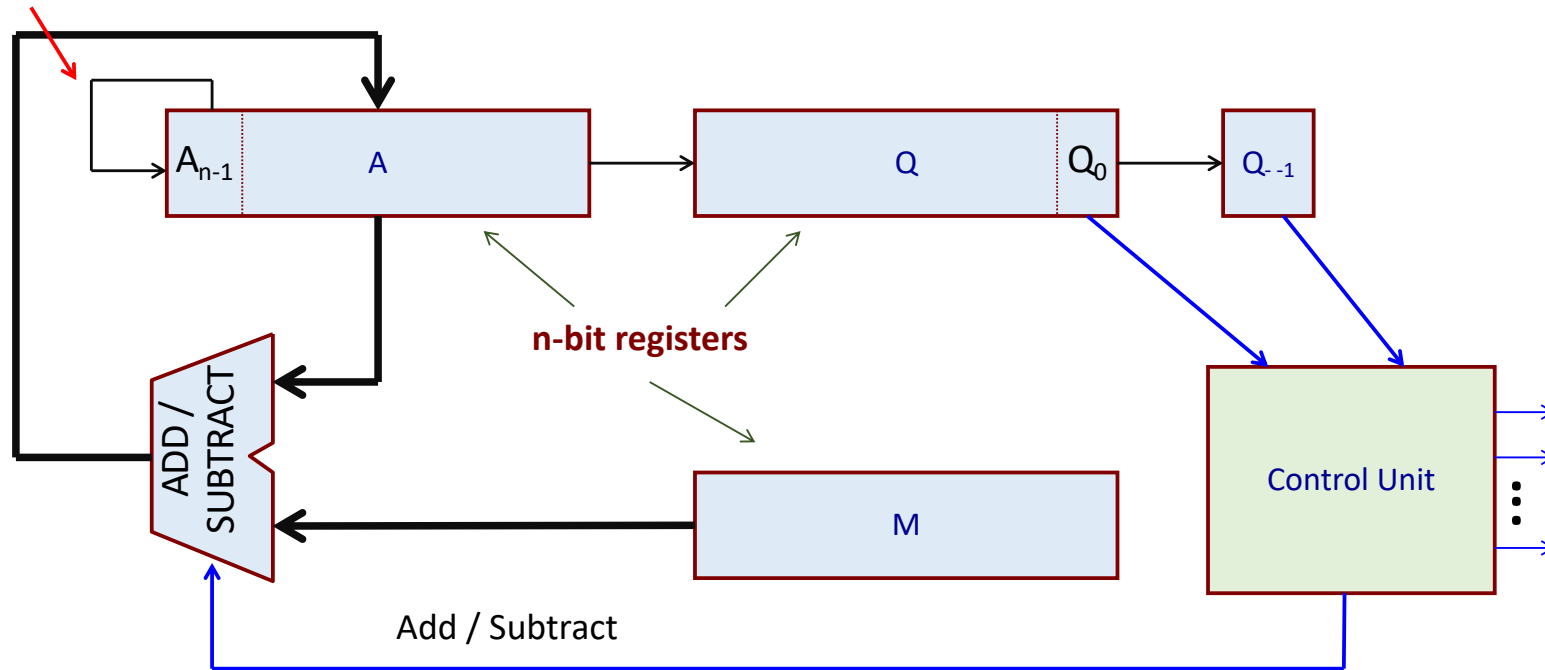 Aₙ₋₁
A
Q
Q₀
Q₋ ₋₁
n-bit registers
ADD /
SUBTRACT
M
Control Unit
Add / Subtract